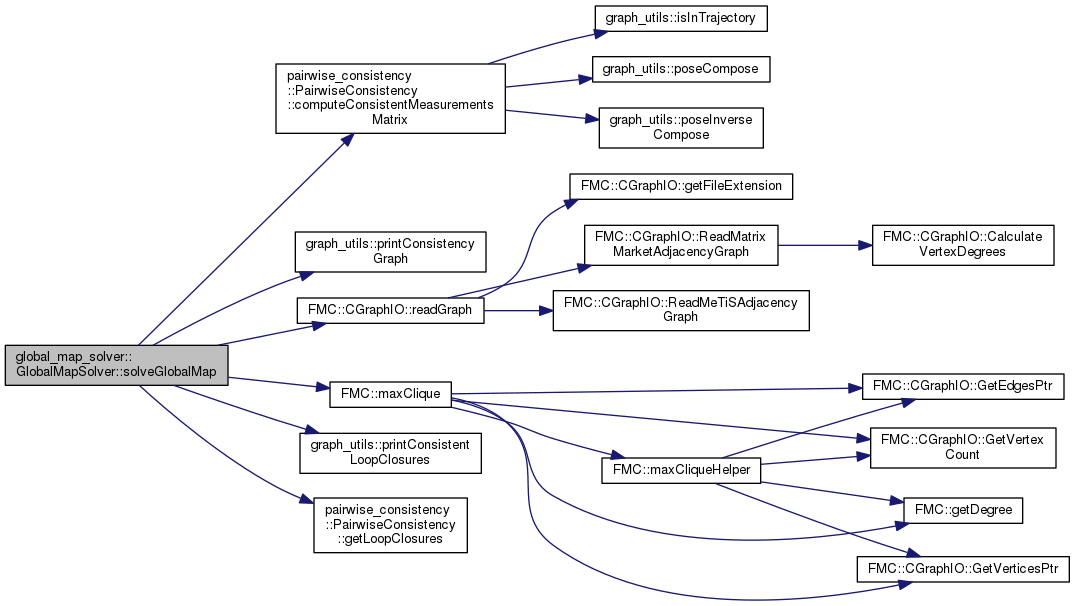 graph_utils::isInTrajectory
graph_utils::poseCompose
pairwise_consistency
::PairwiseConsistency
::computeConsistentMeasurements
Matrix
graph_utils::poseInverse
Compose
FMC::CGraphIO::getFileExtension
graph_utils::printConsistency
Graph
FMC::CGraphIO::ReadMatrix
MarketAdjacencyGraph
FMC::CGraphIO::Calculate
VertexDegrees
FMC::CGraphIO::readGraph
FMC::CGraphIO::ReadMeTiSAdjacency
Graph
global_map_solver::
GlobalMapSolver::solveGlobalMap
FMC::maxClique
FMC::CGraphIO::GetEdgesPtr
graph_utils::printConsistent
LoopClosures
FMC::CGraphIO::GetVertex
Count
FMC::maxCliqueHelper
pairwise_consistency
::PairwiseConsistency
::getLoopClosures
FMC::getDegree
FMC::CGraphIO::GetVerticesPtr